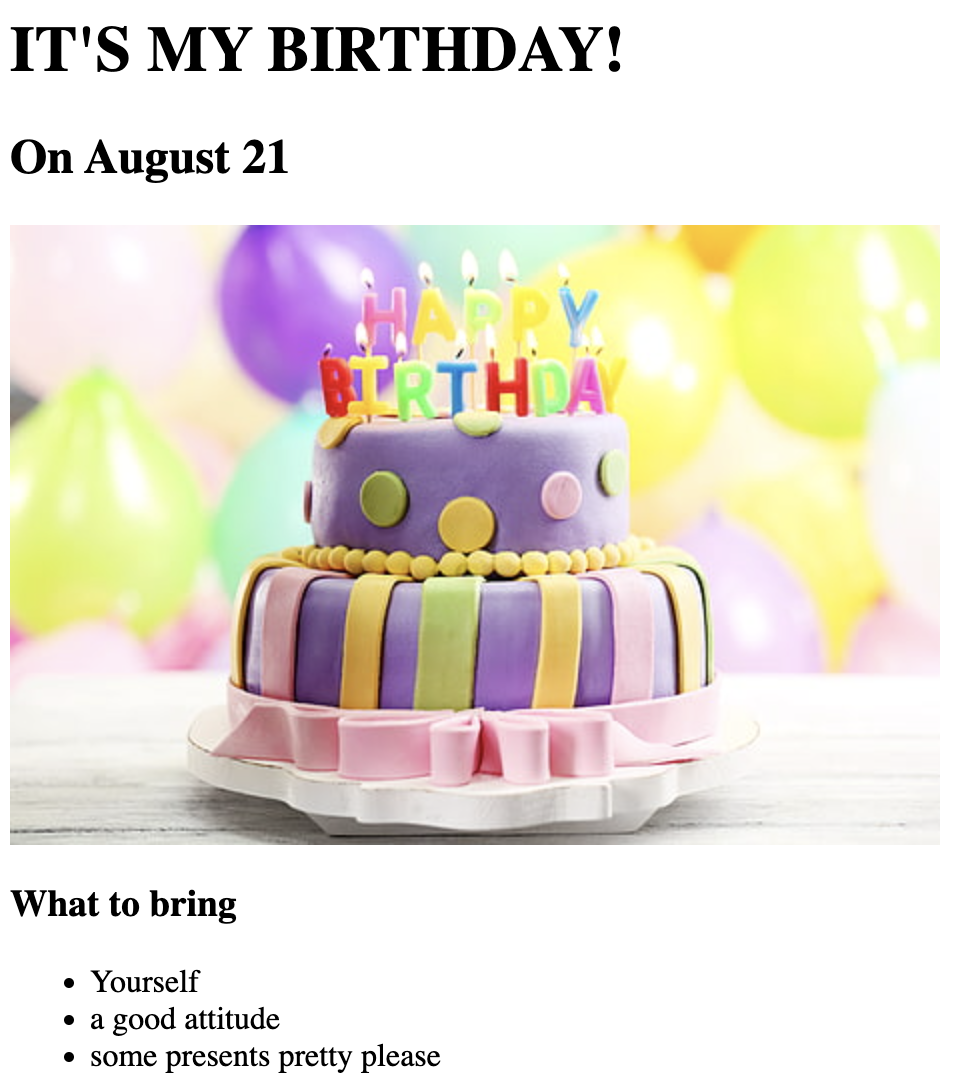 IT'S MY BIRTHDAY!
On August 21
HAPPY
BIRTHDAY
What to bring
Yourself
a good attitude
some presents pretty please